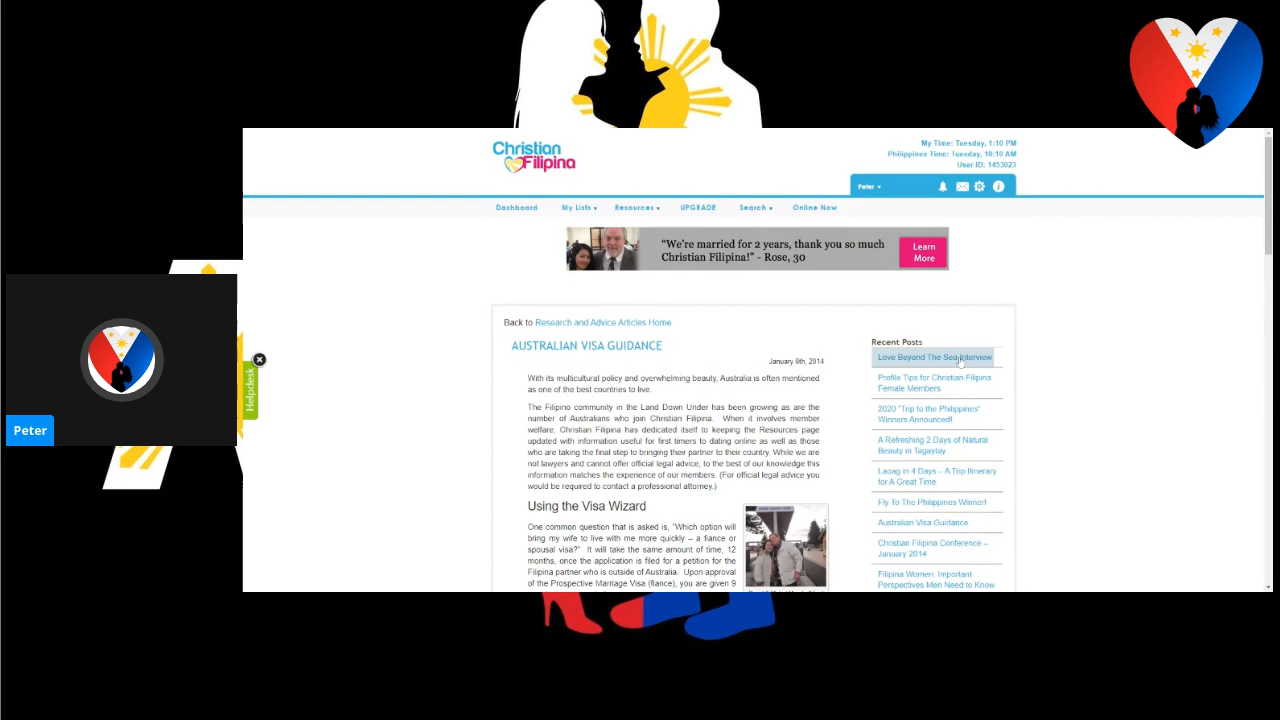 Christian
Filipina
My Time: Tuesday, 1:10 PM
Philippines Time: Tuesday, 10:10 AM
User ID: 1453023
Peter
Dashboard
My Lists
Resources
UPGRADE
Search
Online Now
“We’re married for 2 years, thank you so much
Christian Filipina!” - Rose, 30
Learn
More
Back to Research and Advice Articles Home
AUSTRALIAN VISA GUIDANCE
January 6th, 2014
With its multicultural policy and overwhelming beauty, Australia is often mentioned
as one of the best countries to live.
The Filipino community in the Land Down Under has been growing as are the
number of Australians who join Christian Filipina. When it involves member
welfare, Christian Filipina has dedicated itself to keeping the Resources page
updated with information useful for first timers to dating online as well as those
who are taking the final step to bringing their partner to their country. While we are
not lawyers and cannot offer official legal advice, to the best of our knowledge this
information matches the experience of our members. (For official legal advice you
would be required to contact a professional attorney.)
Using the Visa Wizard
One common question that is asked is, “Which option will
bring my wife to live with me more quickly – a fiance or
spousal visa?” It will take the same amount of time, 12
months, once the application is filed for a petition for the
Filipina partner who is outside of Australia. Upon approval
of the Prospective Marriage Visa (fiance), you are given 9
Recent Posts
Love Beyond The Sea Interview
Profile Tips for Christian Filipina
Female Members
2020 “Trip to the Philippines”
Winners Announced!
A Refreshing 2 Days of Natural
Beauty in Tagaytay
Laoag in 4 Days – A Trip Itinerary
for A Great Time
Fly To The Philippines Winner!
Australian Visa Guidance
Christian Filipina Conference –
January 2014
Filipina Women: Important
Perspectives Men Need to Know
Helpdesk
Peter